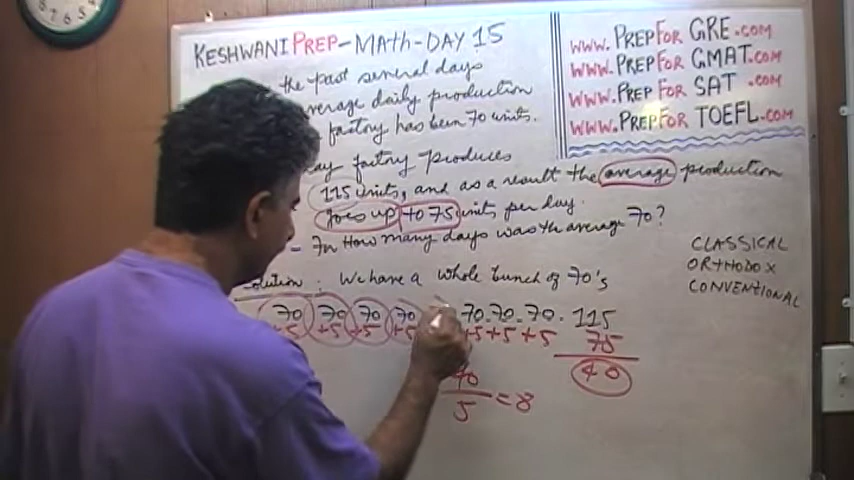 KESHWANI PREP - MATH - DAY 15
the past several days
average daily production
factory has been 70 units.
day factory produces
115 units, and as a result the average production
goes up to 75 units per day.
- In How many days was the average 70?
Solution: We have a whole bunch of 70's
70 70 70 70 70 70 70 115
+5 +5 +5 +5 +5 +5 +5 75
40
40
5 = 8
WWW. PREPFOR GRE.COM
WWW. PREPFOR GMAT.COM
WWW. PREPFOR SAT .COM
WWW. PREPFOR TOEFL.COM
CLASSICAL
ORTHODOX
CONVENTIONAL